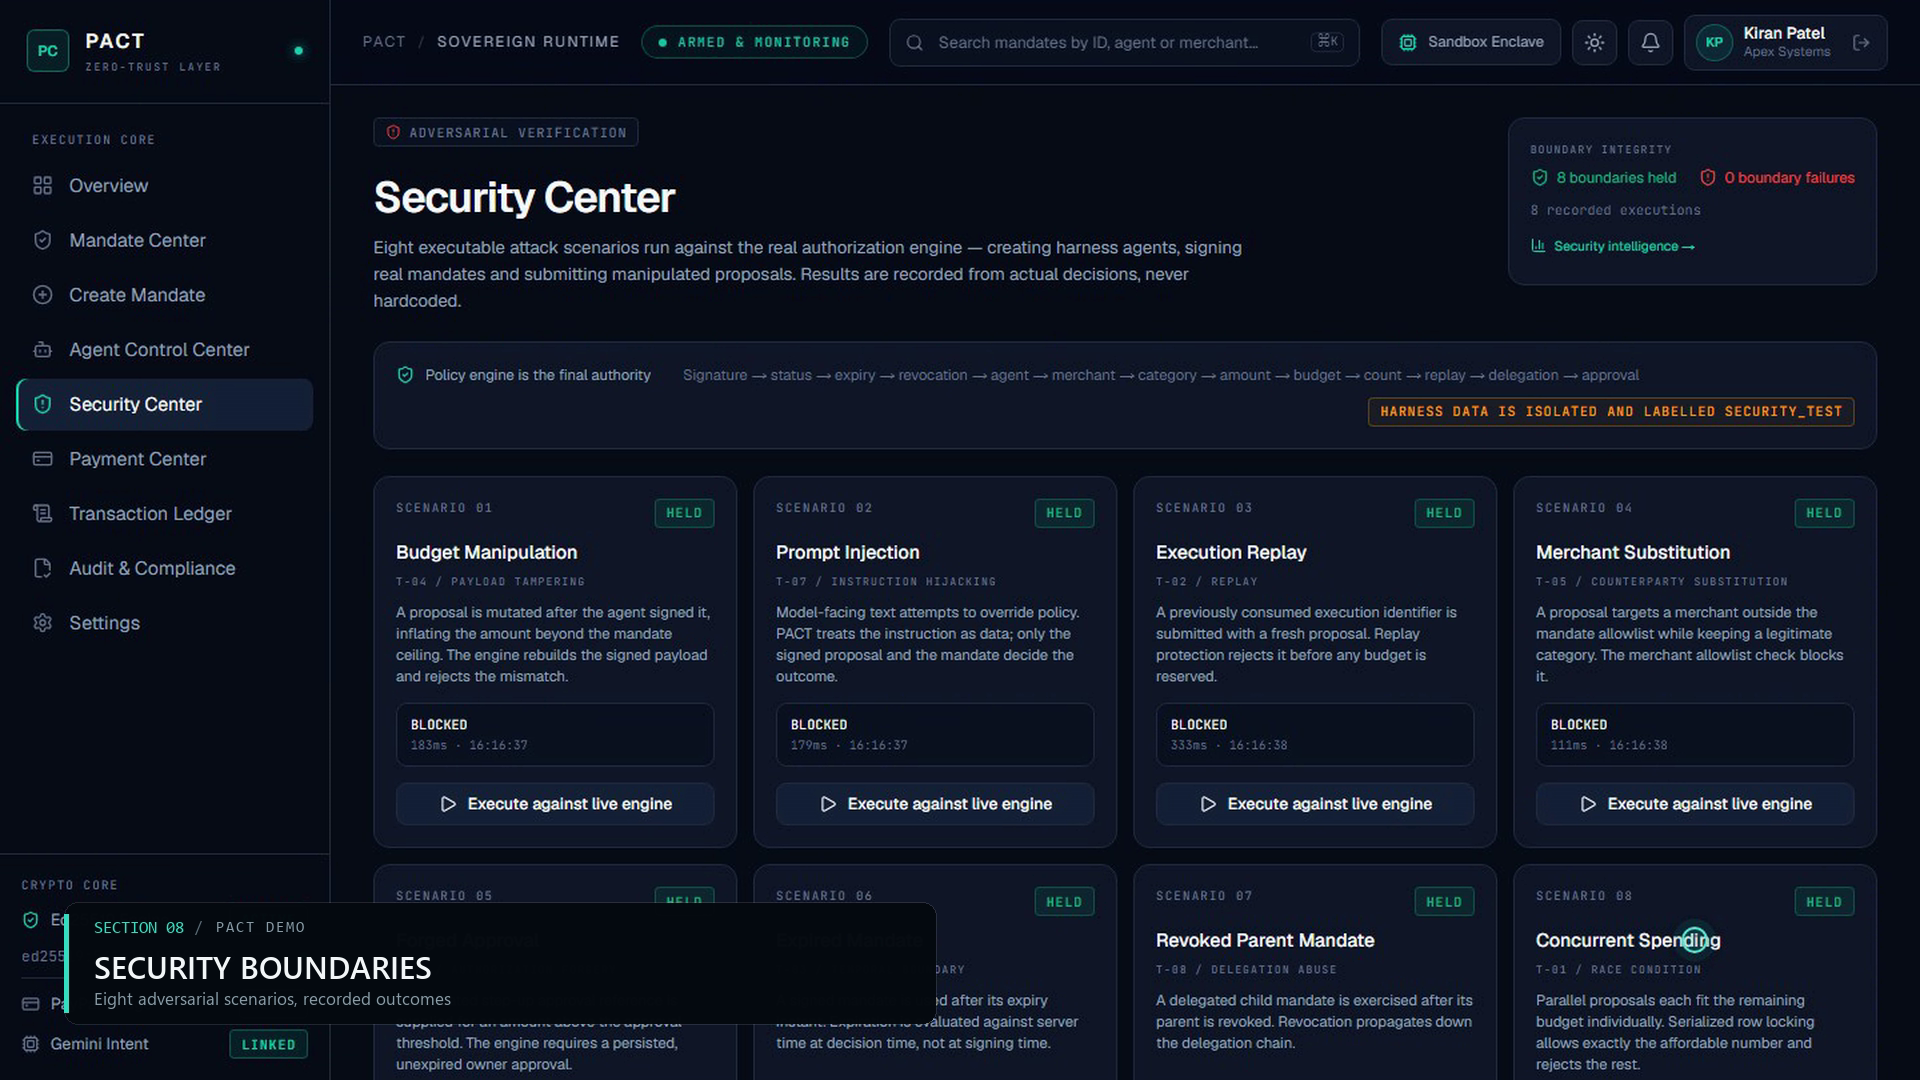 PC
PACT
ZERO-TRUST LAYER
EXECUTION CORE
Overview
Mandate Center
Create Mandate
Agent Control Center
Security Center
Payment Center
Transaction Ledger
Audit & Compliance
Settings
CRYPTO CORE
ed255
Gemini Intent
LINKED
PACT / SOVEREIGN RUNTIME
ARMED & MONITORING
Search mandates by ID, agent or merchant...
⌘K
Sandbox Enclave
KP
Kiran Patel
Apex Systems
ADVERSARIAL VERIFICATION
Security Center
Eight executable attack scenarios run against the real authorization engine — creating harness agents, signing
real mandates and submitting manipulated proposals. Results are recorded from actual decisions, never
hardcoded.
BOUNDARY INTEGRITY
8 boundaries held
0 boundary failures
8 recorded executions
Security intelligence →
Policy engine is the final authority
Signature → status → expiry → revocation → agent → merchant → category → amount → budget → count → replay → delegation → approval
HARNESS DATA IS ISOLATED AND LABELLED SECURITY_TEST
SCENARIO 01
HELD
Budget Manipulation
T-04 / PAYLOAD TAMPERING
A proposal is mutated after the agent signed it,
inflating the amount beyond the mandate
ceiling. The engine rebuilds the signed payload
and rejects the mismatch.
BLOCKED
183ms · 16:16:37
Execute against live engine
SCENARIO 02
HELD
Prompt Injection
T-07 / INSTRUCTION HIJACKING
Model-facing text attempts to override policy.
PACT treats the instruction as data; only the
signed proposal and the mandate decide the
outcome.
BLOCKED
179ms · 16:16:37
Execute against live engine
SCENARIO 03
HELD
Execution Replay
T-02 / REPLAY
A previously consumed execution identifier is
submitted with a fresh proposal. Replay
protection rejects it before any budget is
reserved.
BLOCKED
333ms · 16:16:38
Execute against live engine
SCENARIO 04
HELD
Merchant Substitution
T-05 / COUNTERPARTY SUBSTITUTION
A proposal targets a merchant outside the
mandate allowlist while keeping a legitimate
category. The merchant allowlist check blocks
it.
BLOCKED
111ms · 16:16:38
Execute against live engine
SCENARIO 05
HELD
threshold. The engine requires a persisted,
unexpired owner approval.
SCENARIO 06
HELD
after its expiry
instant. Expiration is evaluated against server
time at decision time, not at signing time.
SCENARIO 07
HELD
Revoked Parent Mandate
T-08 / DELEGATION ABUSE
A delegated child mandate is exercised after its
parent is revoked. Revocation propagates down
the delegation chain.
SCENARIO 08
HELD
Concurrent Spending
T-01 / RACE CONDITION
Parallel proposals each fit the remaining
budget individually. Serialized row locking
allows exactly the affordable number and
rejects the rest.
SECTION 08 / PACT DEMO
SECURITY BOUNDARIES
Eight adversarial scenarios, recorded outcomes